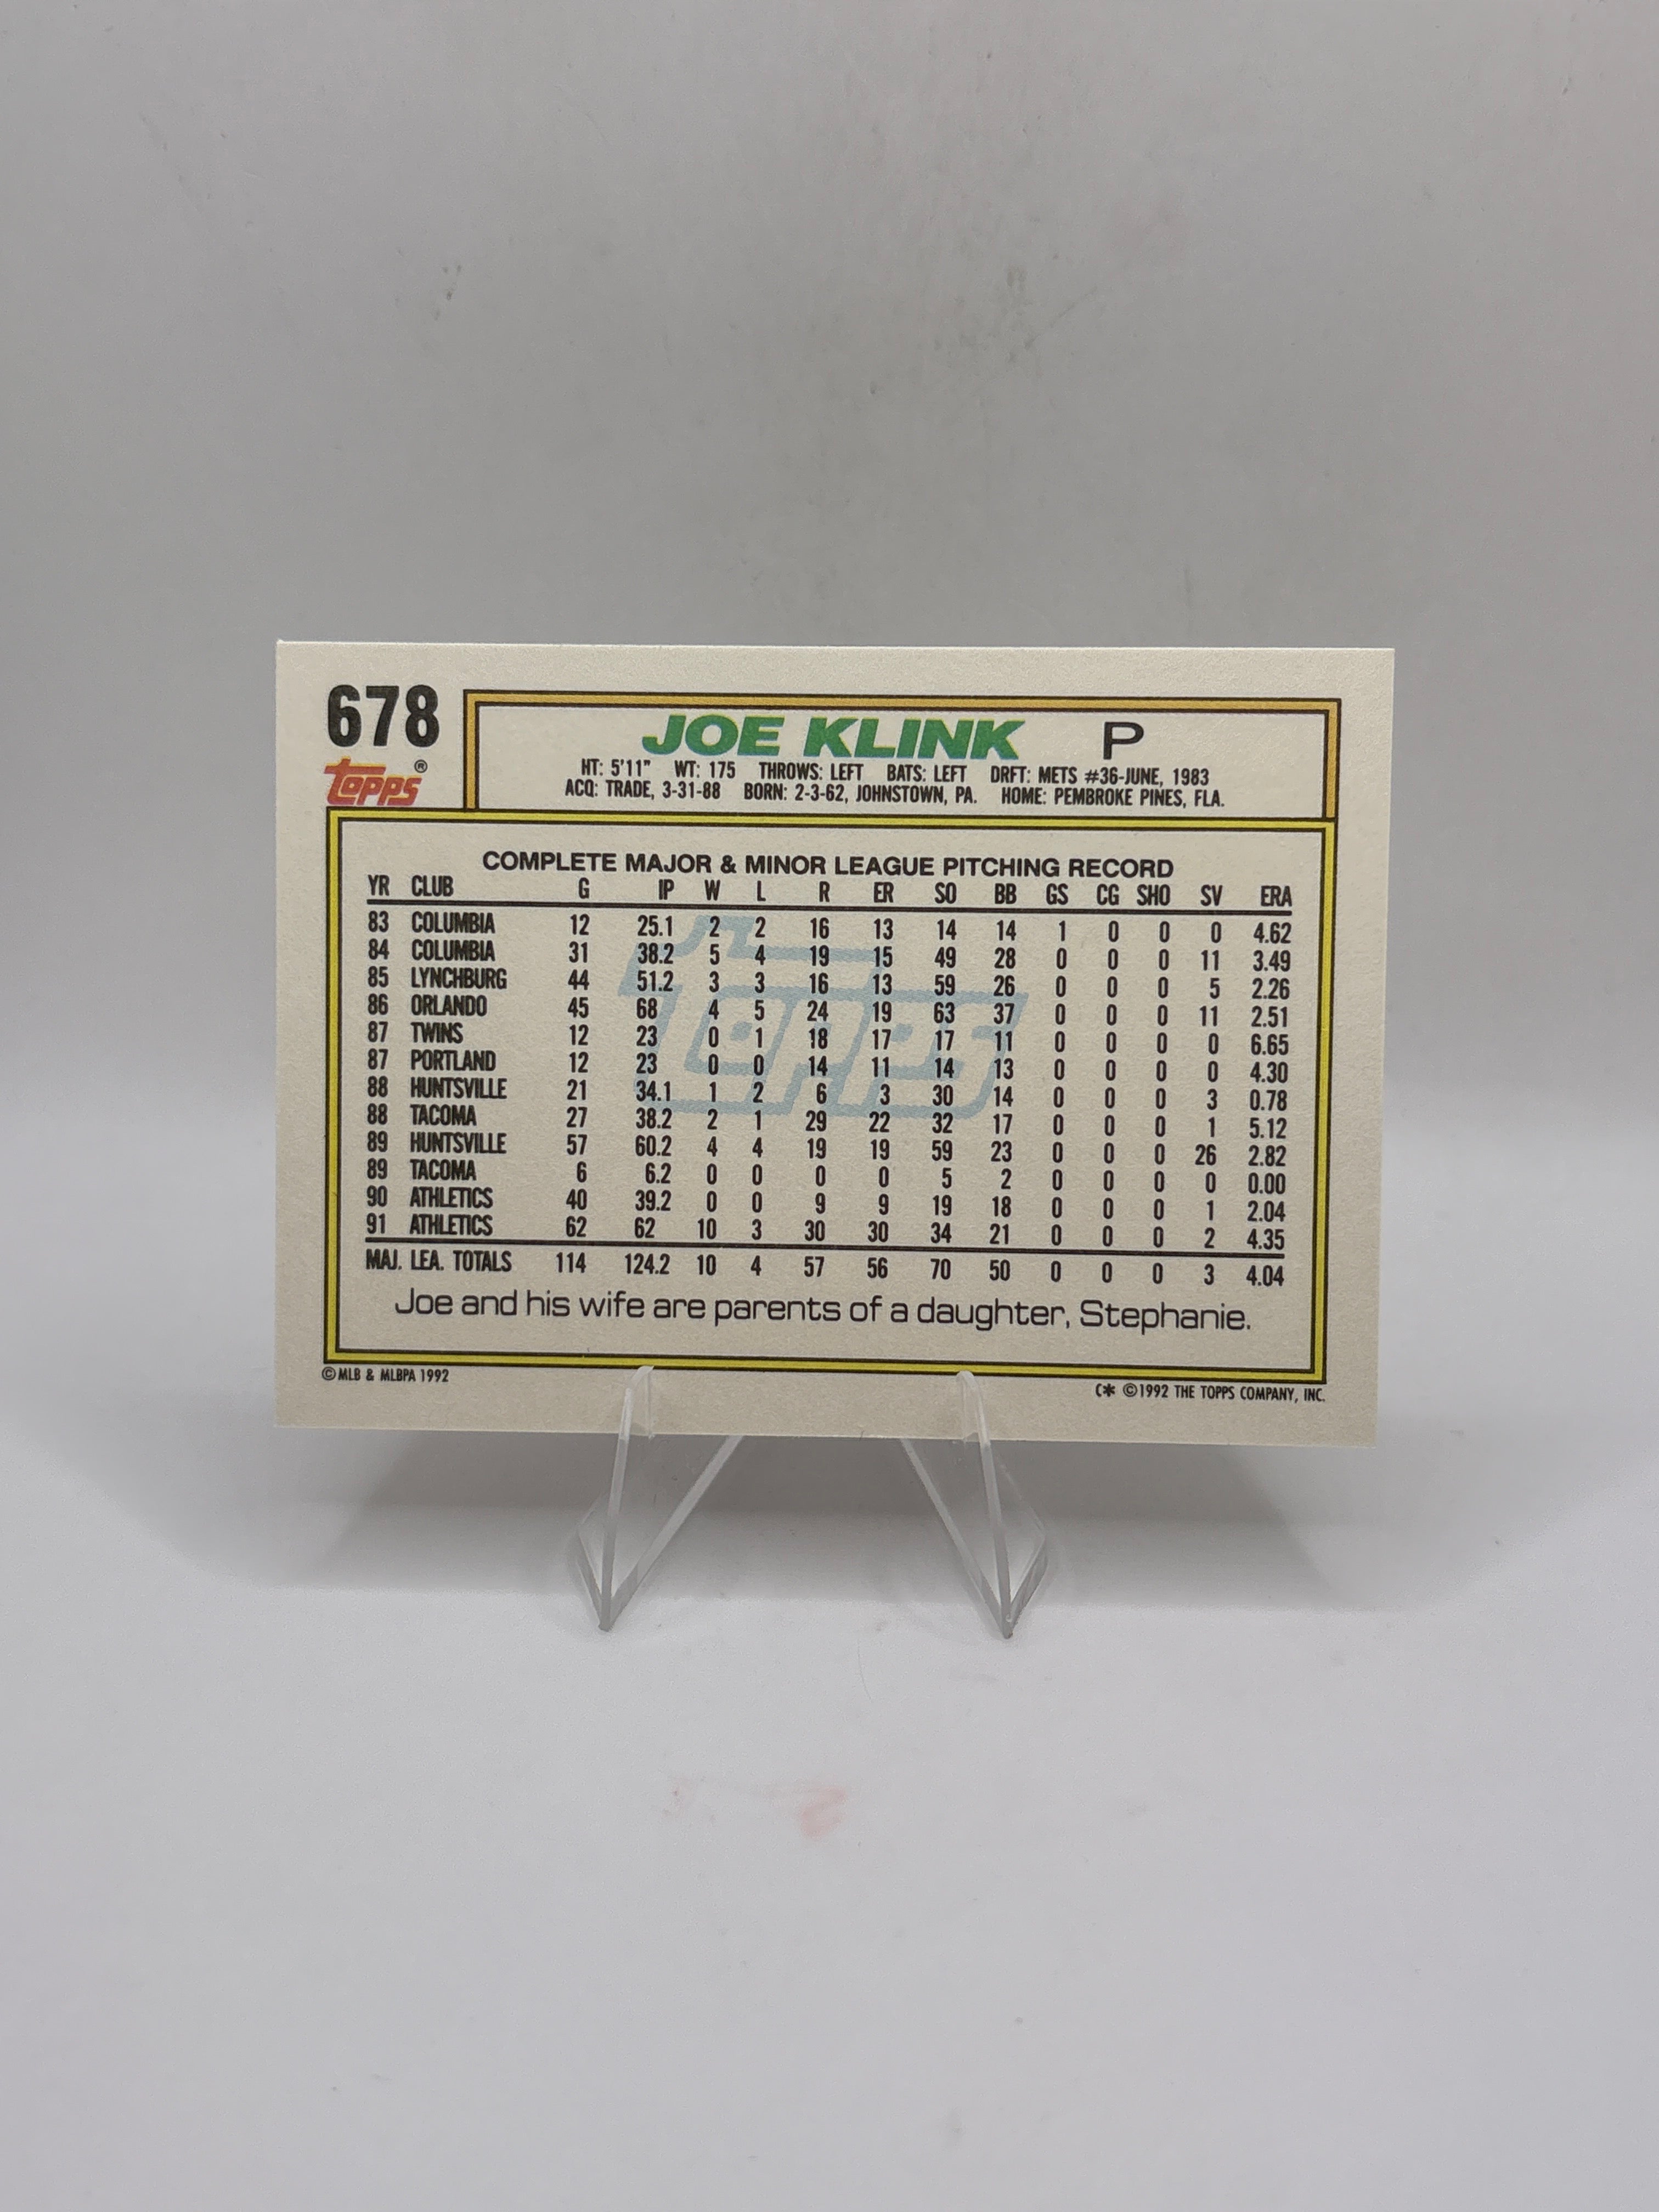 678
JOE KLINK P
topps®
HT: 5'11" WT: 175 THROWS: LEFT BATS: LEFT DRFT: METS #36-JUNE, 1983
ACQ: TRADE, 3-31-88 BORN: 2-3-62, JOHNSTOWN, PA. HOME: PEMBROKE PINES, FLA.
COMPLETE MAJOR & MINOR LEAGUE PITCHING RECORD
YR CLUB G IP W L R ER SO BB GS CG SHO SV ERA
83 COLUMBIA 12 25.1 2 2 16 13 14 14 1 0 0 0 4.62
84 COLUMBIA 31 38.2 5 4 19 15 49 28 0 0 0 11 3.49
85 LYNCHBURG 44 51.2 3 3 16 13 59 26 0 0 0 5 2.26
86 ORLANDO 45 68 4 5 24 19 63 37 0 0 0 11 2.51
87 TWINS 12 23 0 1 18 17 17 11 0 0 0 0 6.65
87 PORTLAND 12 23 0 0 14 11 14 13 0 0 0 0 4.30
88 HUNTSVILLE 21 34.1 1 2 6 3 30 14 0 0 0 3 0.78
88 TACOMA 27 38.2 2 1 29 22 32 17 0 0 0 1 5.12
89 HUNTSVILLE 57 60.2 4 4 19 19 59 23 0 0 0 26 2.82
89 TACOMA 6 6.2 0 0 0 0 5 2 0 0 0 0 0.00
90 ATHLETICS 40 39.2 0 0 9 9 19 18 0 0 0 1 2.04
91 ATHLETICS 62 62 10 3 30 30 34 21 0 0 0 2 4.35
MAJ. LEA. TOTALS 114 124.2 10 4 57 56 70 50 0 0 0 3 4.04
topps
Joe and his wife are parents of a daughter, Stephanie.
©MLB & MLBPA 1992
C* ©1992 THE TOPPS COMPANY, INC.